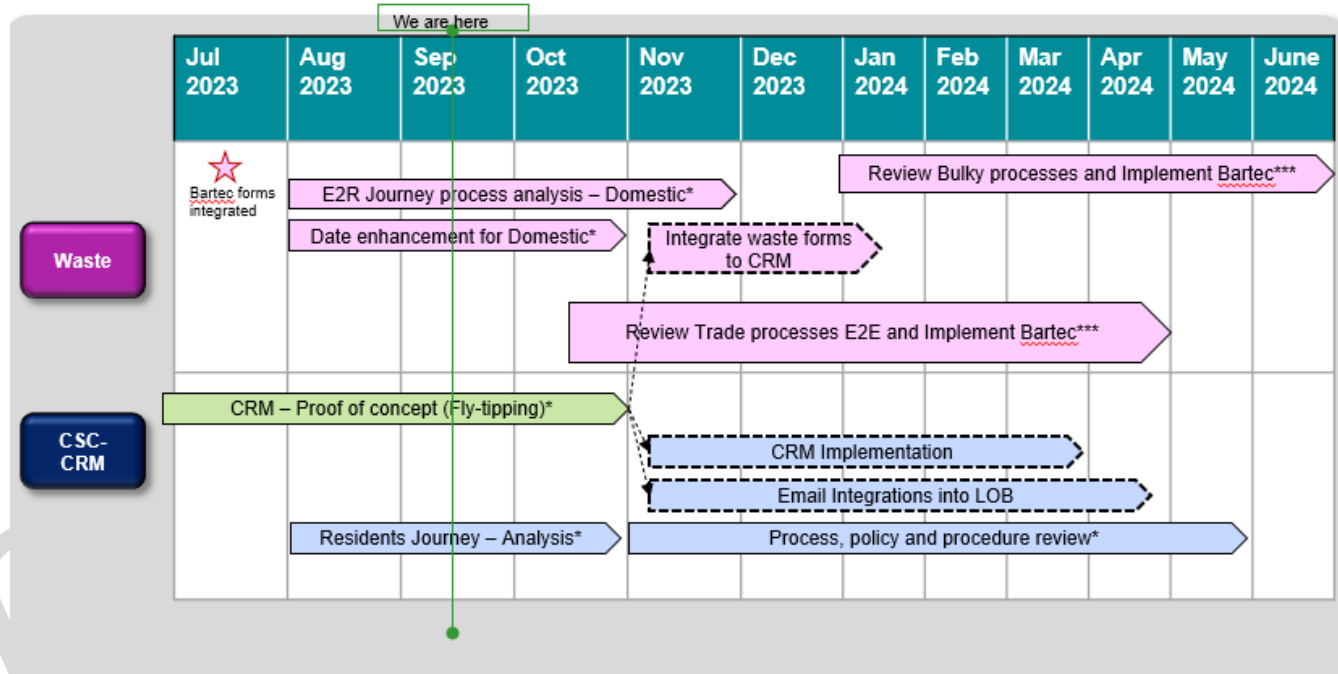 We are here
Jul
2023
Aug
2023
Sep
2023
Oct
2023
Nov
2023
Dec
2023
Jan
2024
Feb
2024
Mar
2024
Apr
2024
May
2024
June
2024
Waste
Bartec forms
integrated
Review Bulky processes and Implement Bartec***
E2R Journey process analysis – Domestic*
Date enhancement for Domestic*
Integrate waste forms
to CRM
Review Trade processes E2E and Implement Bartec***
CSC-
CRM
CRM – Proof of concept (Fly-tipping)*
CRM Implementation
Email Integrations into LOB
Residents Journey – Analysis*
Process, policy and procedure review*